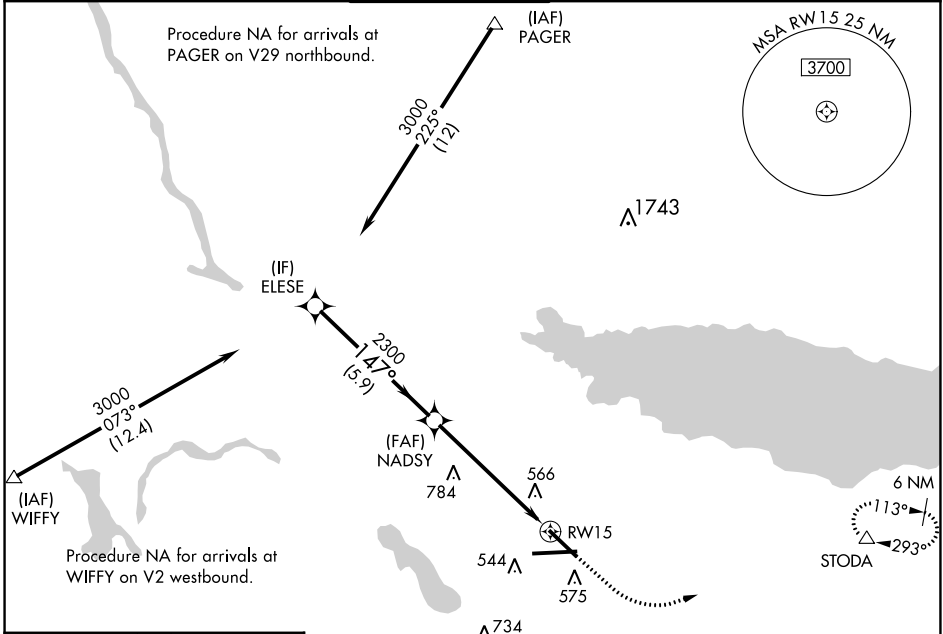 Procedure NA for arrivals at
PAGER on V29 northbound.
(IAF)
PAGER
MSA RW15 25 NM
3700
3000
225°
(12)
1743
(IF)
ELESE
2300
147°
(5.9)
3000
073°
(12.4)
(IAF)
WIFFY
(FAF)
NADSY
784
566
RW15
6 NM
113°
293°
STODA
544
575
Procedure NA for arrivals at
WIFFY on V2 westbound.
734